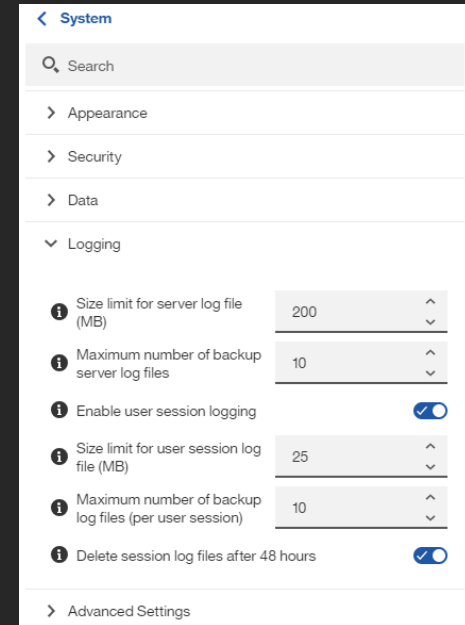 System
Search
Appearance
Security
Data
Logging
Size limit for server log file
(MB)
200
Maximum number of backup
server log files
10
Enable user session logging
Size limit for user session log
file (MB)
25
Maximum number of backup
log files (per user session)
10
Delete session log files after 48 hours
Advanced Settings